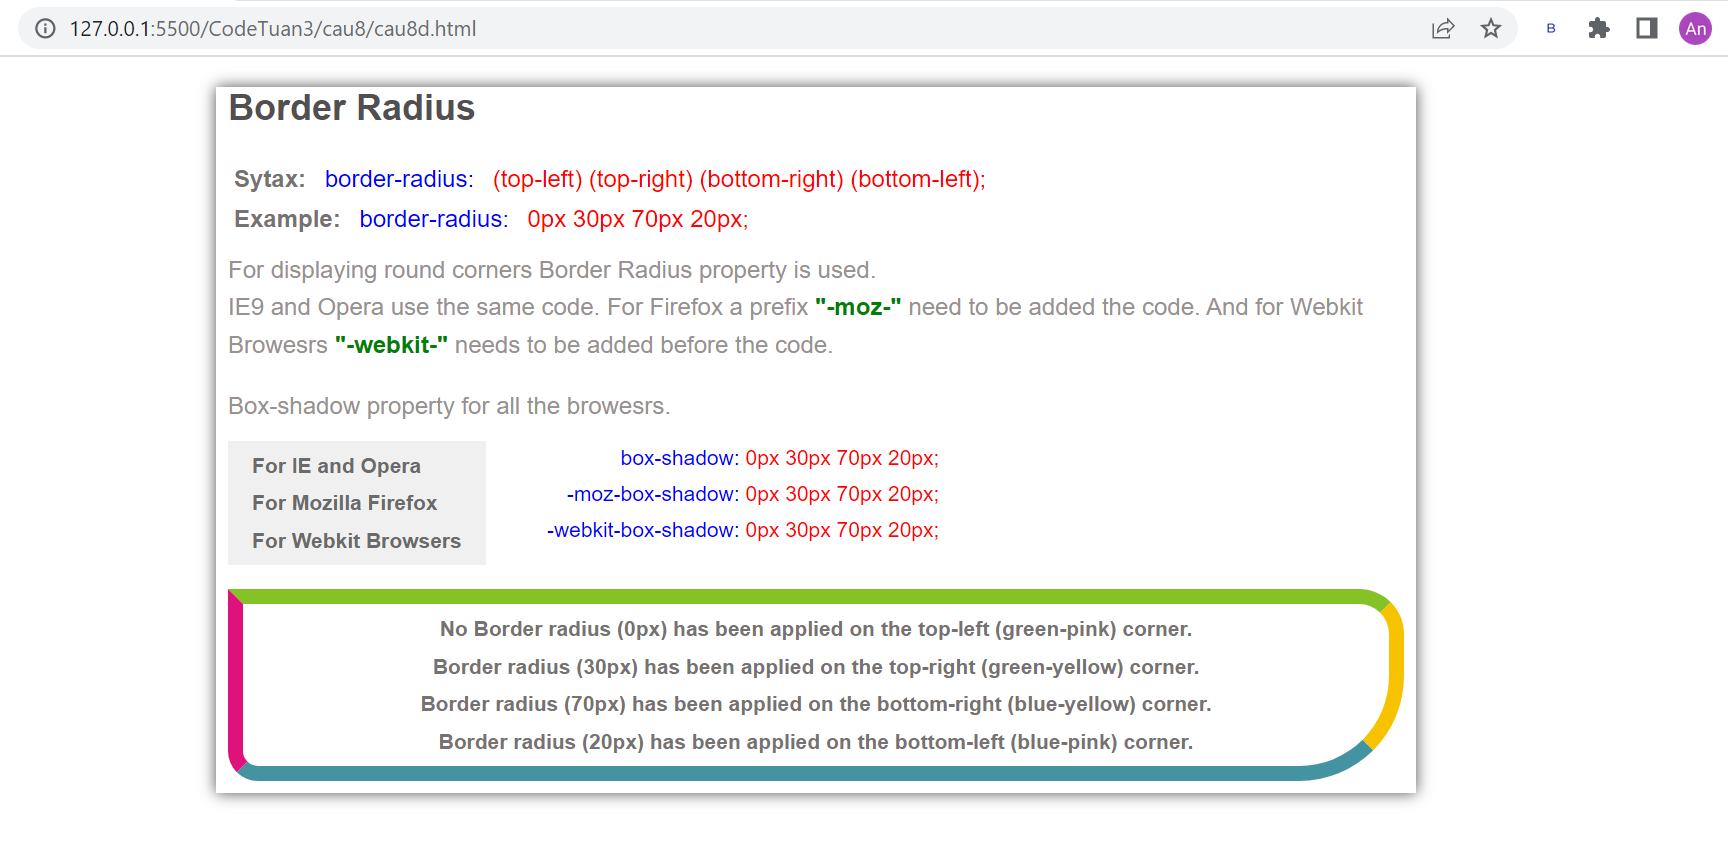 127.0.0.1:5500/CodeTuan3/cau8/cau8d.html
B
An
Border Radius
Sytax: border-radius: (top-left) (top-right) (bottom-right) (bottom-left);
Example: border-radius: 0px 30px 70px 20px;
For displaying round corners Border Radius property is used.
IE9 and Opera use the same code. For Firefox a prefix "-moz-" need to be added the code. And for Webkit
Browesrs "-webkit-" needs to be added before the code.
Box-shadow property for all the browesrs.
For IE and Opera
For Mozilla Firefox
For Webkit Browsers
box-shadow: 0px 30px 70px 20px;
-moz-box-shadow: 0px 30px 70px 20px;
-webkit-box-shadow: 0px 30px 70px 20px;
No Border radius (0px) has been applied on the top-left (green-pink) corner.
Border radius (30px) has been applied on the top-right (green-yellow) corner.
Border radius (70px) has been applied on the bottom-right (blue-yellow) corner.
Border radius (20px) has been applied on the bottom-left (blue-pink) corner.